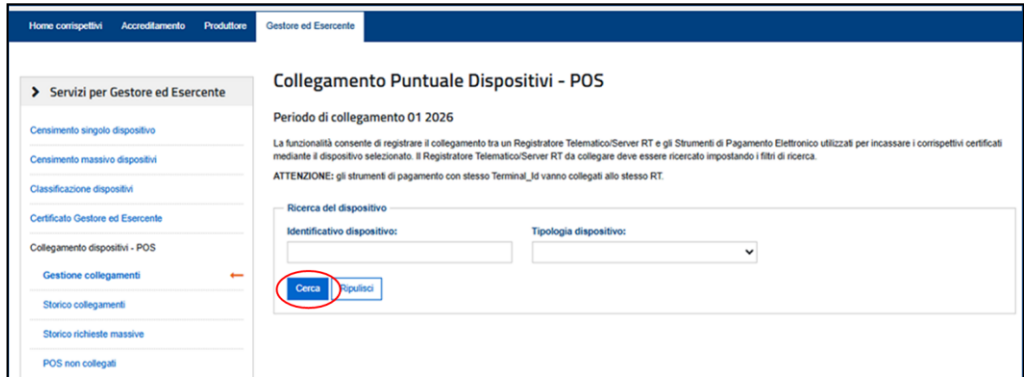 Home corrispettivi Accreditamento Produttore Gestore ed Esercente
Servizi per Gestore ed Esercente
Censimento singolo dispositivo
Censimento massivo dispositivi
Classificazione dispositivi
Certificato Gestore ed Esercente
Collegamento dispositivi - POS
Gestione collegamenti
Storico collegamenti
Storico richieste massive
POS non collegati
Collegamento Puntuale Dispositivi - POS
Periodo di collegamento 01 2026
La funzionalità consente di registrare il collegamento tra un Registratore Telematico/Server RT e gli Strumenti di Pagamento Elettronico utilizzati per incassare i corrispettivi certificati
mediante il dispositivo selezionato. Il Registratore Telematico/Server RT da collegare deve essere ricercato impostando i filtri di ricerca.
ATTENZIONE: gli strumenti di pagamento con stesso Terminal_Id vanno collegati allo stesso RT.
Ricerca del dispositivo
Identificativo dispositivo: Tipologia dispositivo:
Cerca Ripulisci